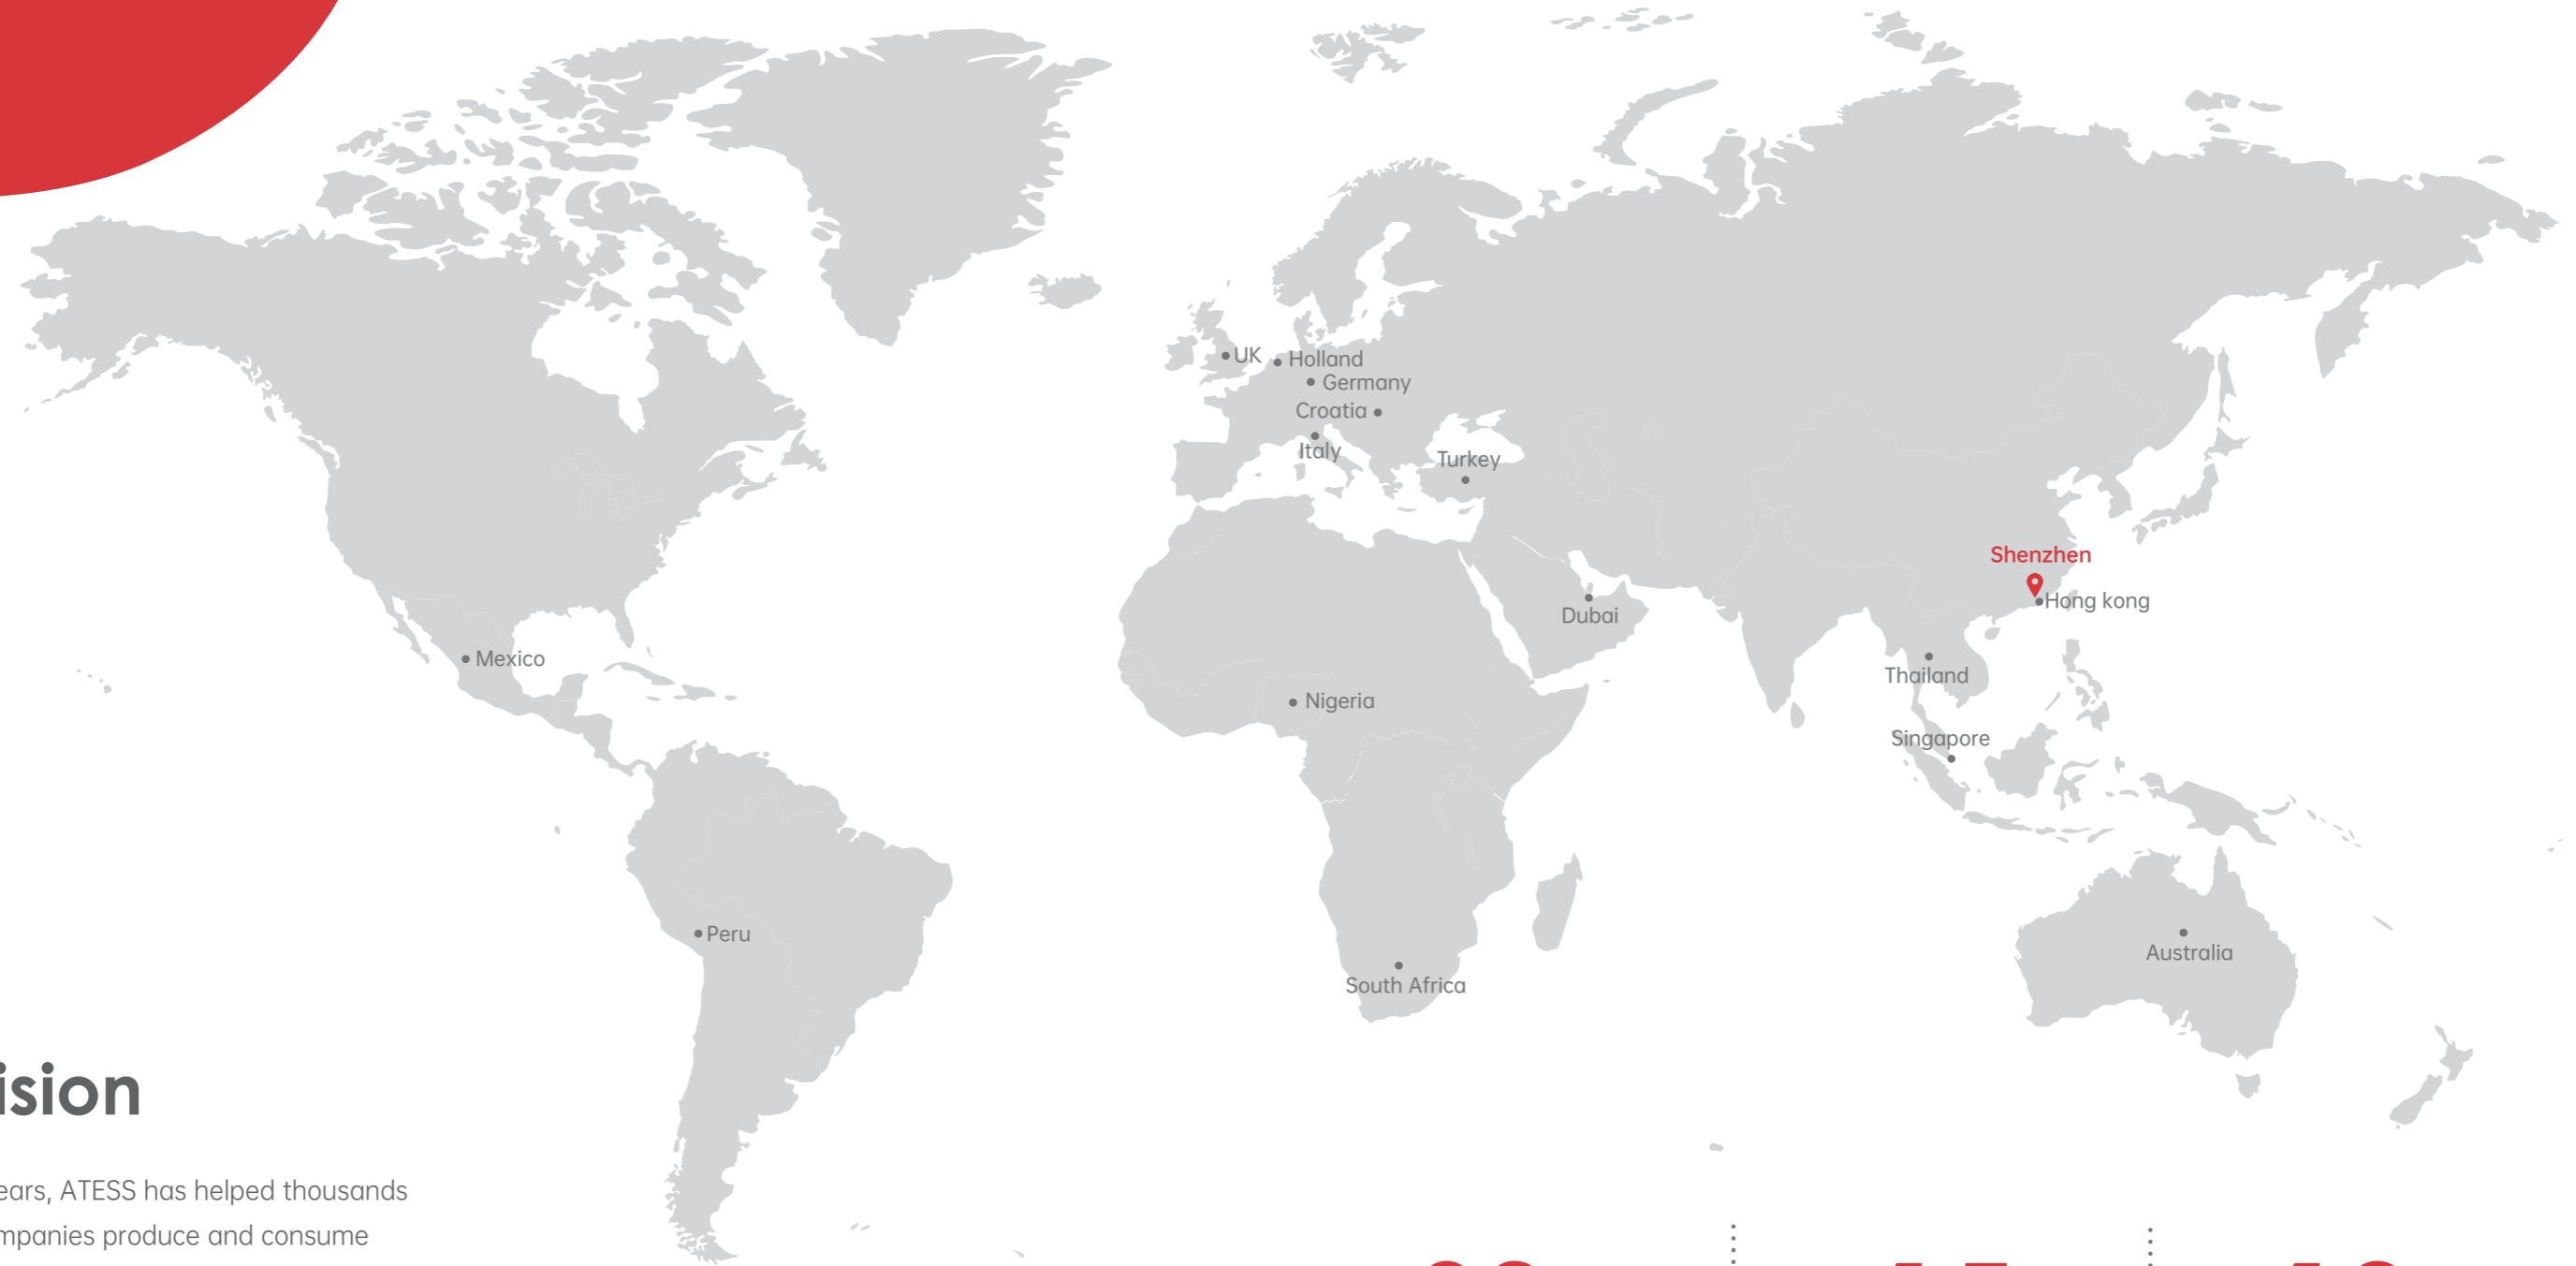 UK
Holland
Germany
Croatia
Italy
Turkey
Shenzhen
Hong kong
Dubai
Mexico
Thailand
Nigeria
Singapore
Peru
Australia
South Africa
ision
ears, ATESS has helped thousands
mpanies produce and consume